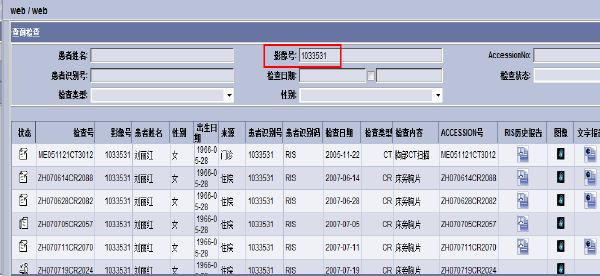 web / web
查询检查
患者姓名: 影像号: 1033531 AccessionNo:
患者识别号: 检查日期: 检查状态:
检查类型: 性别:
状态 检查号 影像号 患者姓名 性别 出生日期 来源 患者识别号 患者识别码 检查日期 检查类型 检查内容 ACCESSION号 RIS历史报告 图像 文字报告
ME051121CT3012 1033531 刘丽红 女 1966-05-28 门诊 1033531 RIS 2005-11-22 CT 胸部CT扫描 ME051121CT3012
ZH070614CR2088 1033531 刘丽红 女 1966-05-28 住院 1033531 RIS 2007-06-14 CR 床旁胸片 ZH070614CR2088
ZH070628CR2082 1033531 刘丽红 女 1966-05-28 住院 1033531 RIS 2007-06-28 CR 床旁胸片 ZH070628CR2082
ZH070705CR2057 1033531 刘丽红 女 1966-05-28 住院 1033531 RIS 2007-07-05 CR 床旁胸片 ZH070705CR2057
ZH070711CR2070 1033531 刘丽红 女 1966-05-28 住院 1033531 RIS 2007-07-11 CR 床旁胸片 ZH070711CR2070
ZH070719CR2024 1033531 刘丽红 女 1966-0 住院 1033531 RIS 2007-07-19 CR 床旁胸片 ZH070719CR2024